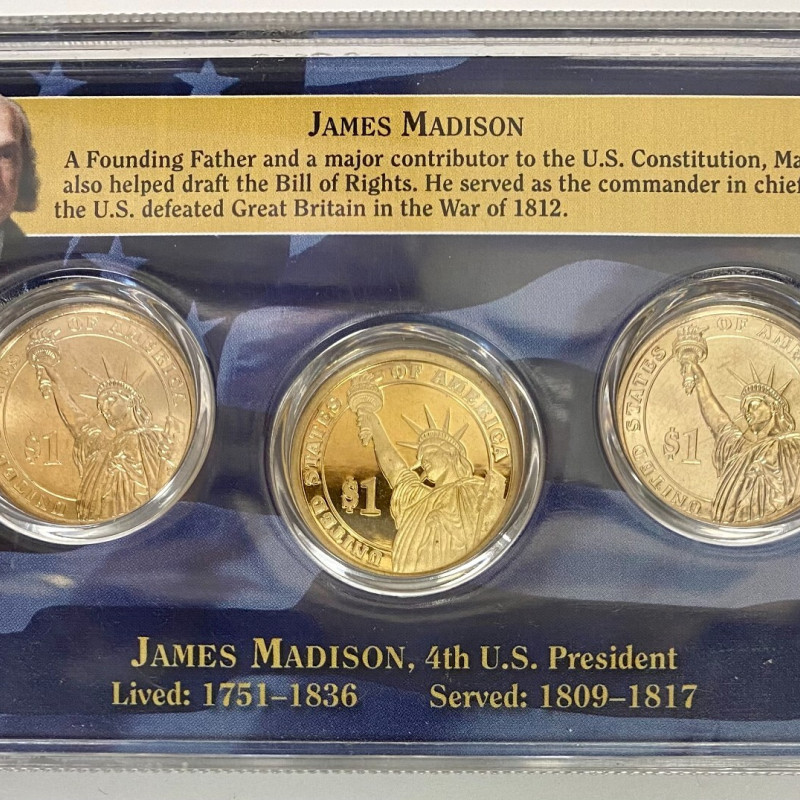 JAMES MADISON
A Founding Father and a major contributor to the U.S. Constitution, Ma
also helped draft the Bill of Rights. He served as the commander in chief
the U.S. defeated Great Britain in the War of 1812.
OF AMERICA
$1
UNITED STATES OF AMERICA
$1
UNITED STATES OF AMER
$1
JAMES MADISON, 4th U.S. President
Lived: 1751–1836 Served: 1809–1817